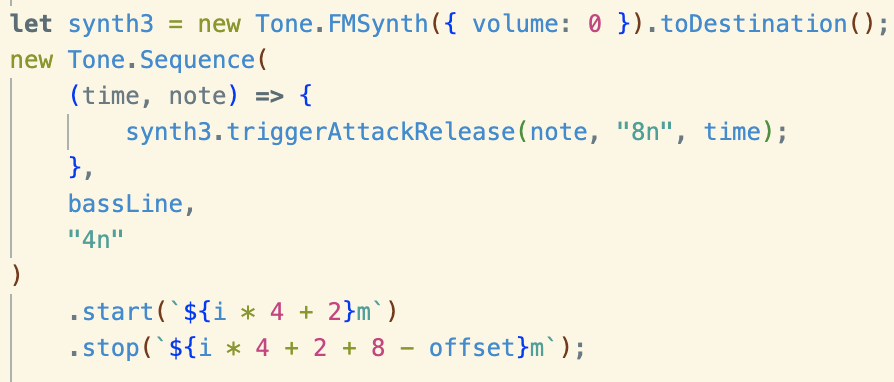 let synth3 = new Tone.FMSynth({ volume: 0 }).toDestination();
new Tone.Sequence(
    (time, note) => {
        synth3.triggerAttackRelease(note, "8n", time);
    },
    bassLine,
    "4n"
)
    .start(`${i * 4 + 2}m`)
    .stop(`${i * 4 + 2 + 8 - offset}m`);